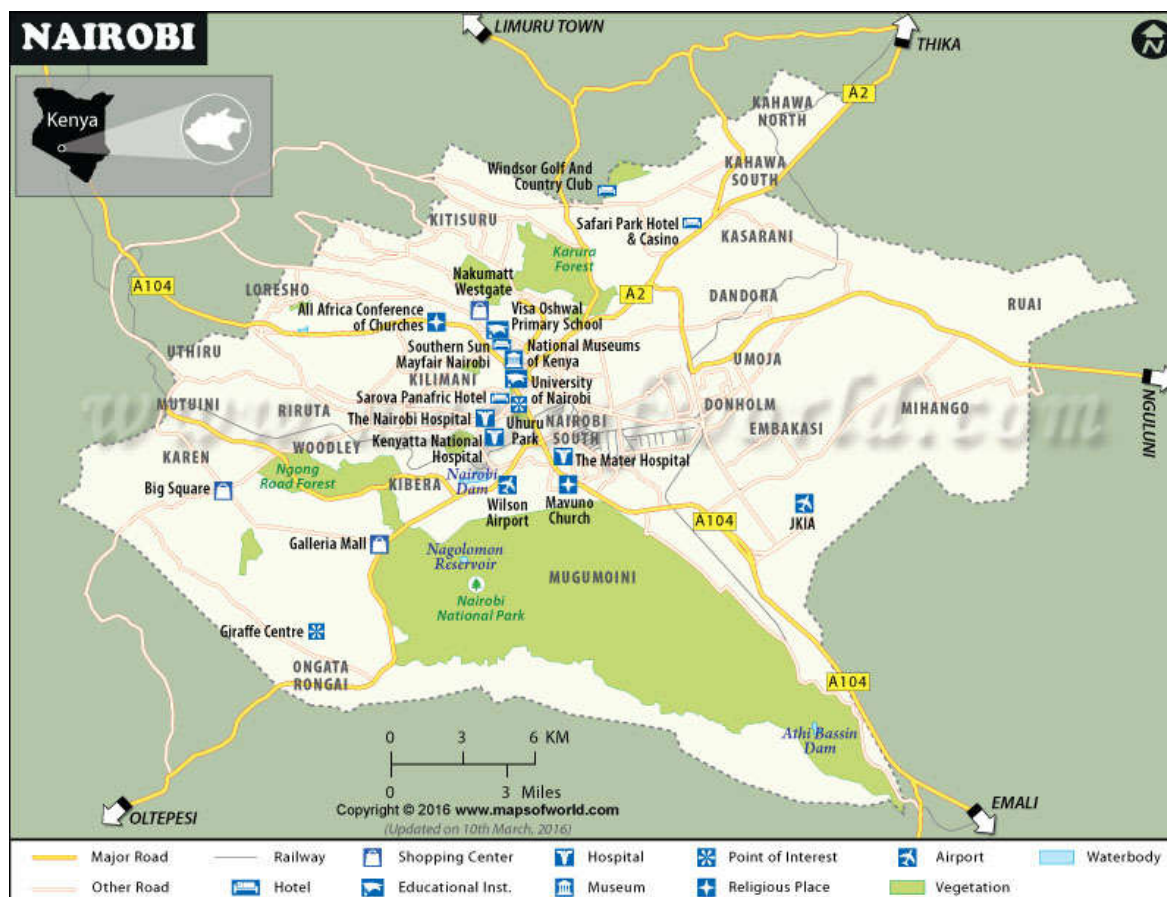 NAIROBI
LIMURU TOWN
THIKA
N
Kenya
A2
KAHAWA
NORTH
KAHAWA
SOUTH
Windsor Golf And
Country Club
KITISURU
Safari Park Hotel
& Casino
KASARANI
Karura
Forest
A104
LORESHO
Nakumatt
Westgate
A2
DANDORA
RUAI
All Africa Conference
of Churches
Visa Oshwal
Primary School
UTHIRU
Southern Sun
Mayfair Nairobi
National Museums
of Kenya
UMOJA
KILIMANI
University
of Nairobi
NGULUNI
MUTUINI
RIRUTA
Sarova Panafric Hotel
DONHOLM
MIHANGO
The Nairobi Hospital
Uhuru
Park
NAIROBI
SOUTH
EMBAKASI
WOODLEY
Kenyatta National
Hospital
KAREN
The Mater Hospital
Ngong
Road Forest
Nairobi
Dam
KIBERA
Big Square
Wilson
Airport
Mavuno
Church
A104
JKIA
Galleria Mall
Nagolomon
Reservoir
MUGUMOINI
Nairobi
National Park
Giraffe Centre
ONGATA
RONGAI
A104
Athi Bassin
Dam
0 3 6 KM
0 3 Miles
Copyright © 2016 www.mapsofworld.com
(Updated on 10th March, 2016)
OLTEPESI
EMALI
Major Road
Railway
Shopping Center
Hospital
Point of Interest
Airport
Waterbody
Other Road
Hotel
Educational Inst.
Museum
Religious Place
Vegetation